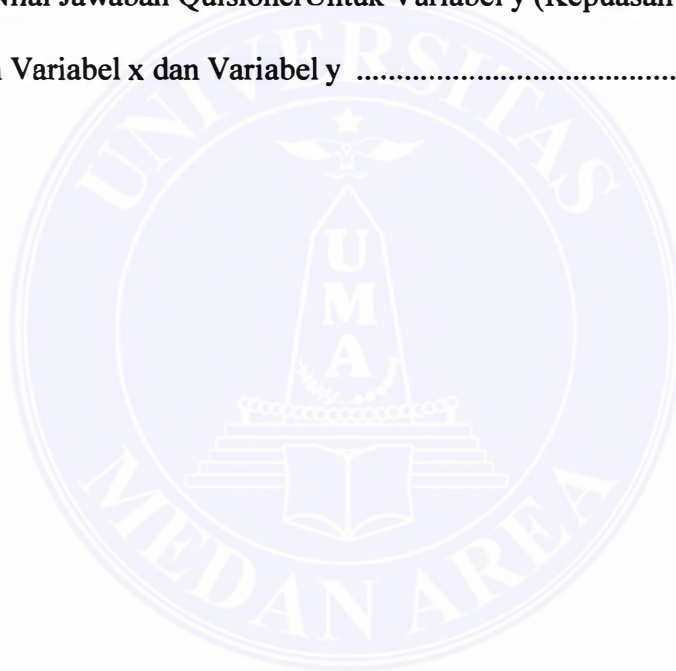 Nilai Jawaban QuisionerUntuk Variabel y (Kepuasan
Variabel x dan Variabel y ........................................
UNIVERSITAS
UMA
MEDAN AREA